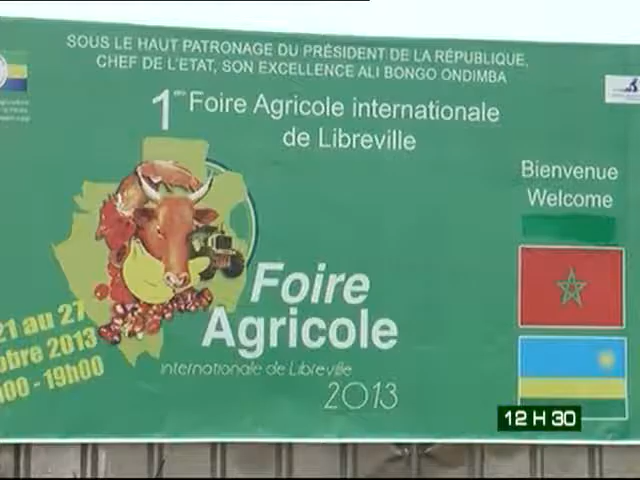 SOUS LE HAUT PATRONAGE DU PRÉSIDENT DE LA RÉPUBLIQUE,
CHEF DE L'ETAT, SON EXCELLENCE ALI BONGO ONDIMBA
1ère Foire Agricole internationale
de Libreville
Bienvenue
Welcome
Foire
Agricole
internationale de Libreville
2013
21 au 27
obre 2013
00 - 19h00
12 H 30